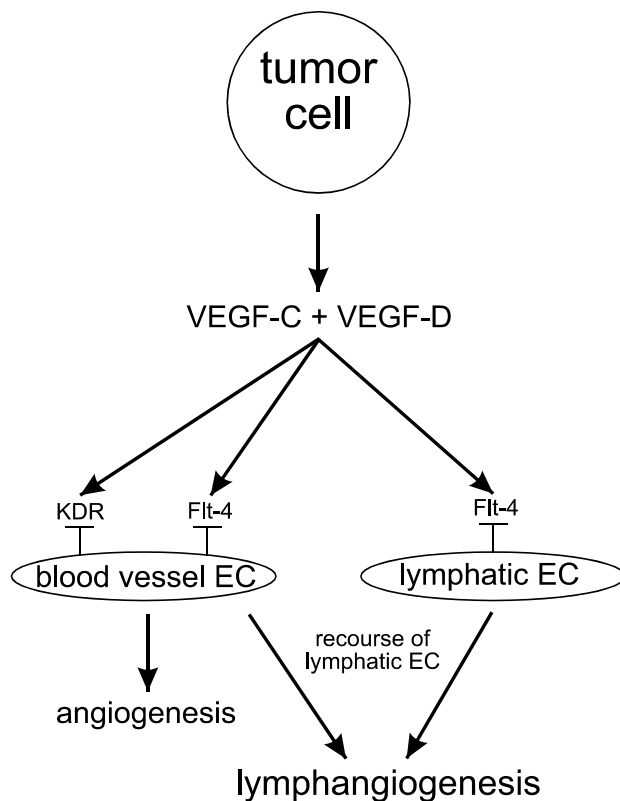 tumor
cell
VEGF-C + VEGF-D
KDR
Flt-4
Flt-4
blood vessel EC
lymphatic EC
recourse of
lymphatic EC
angiogenesis
lymphangiogenesis